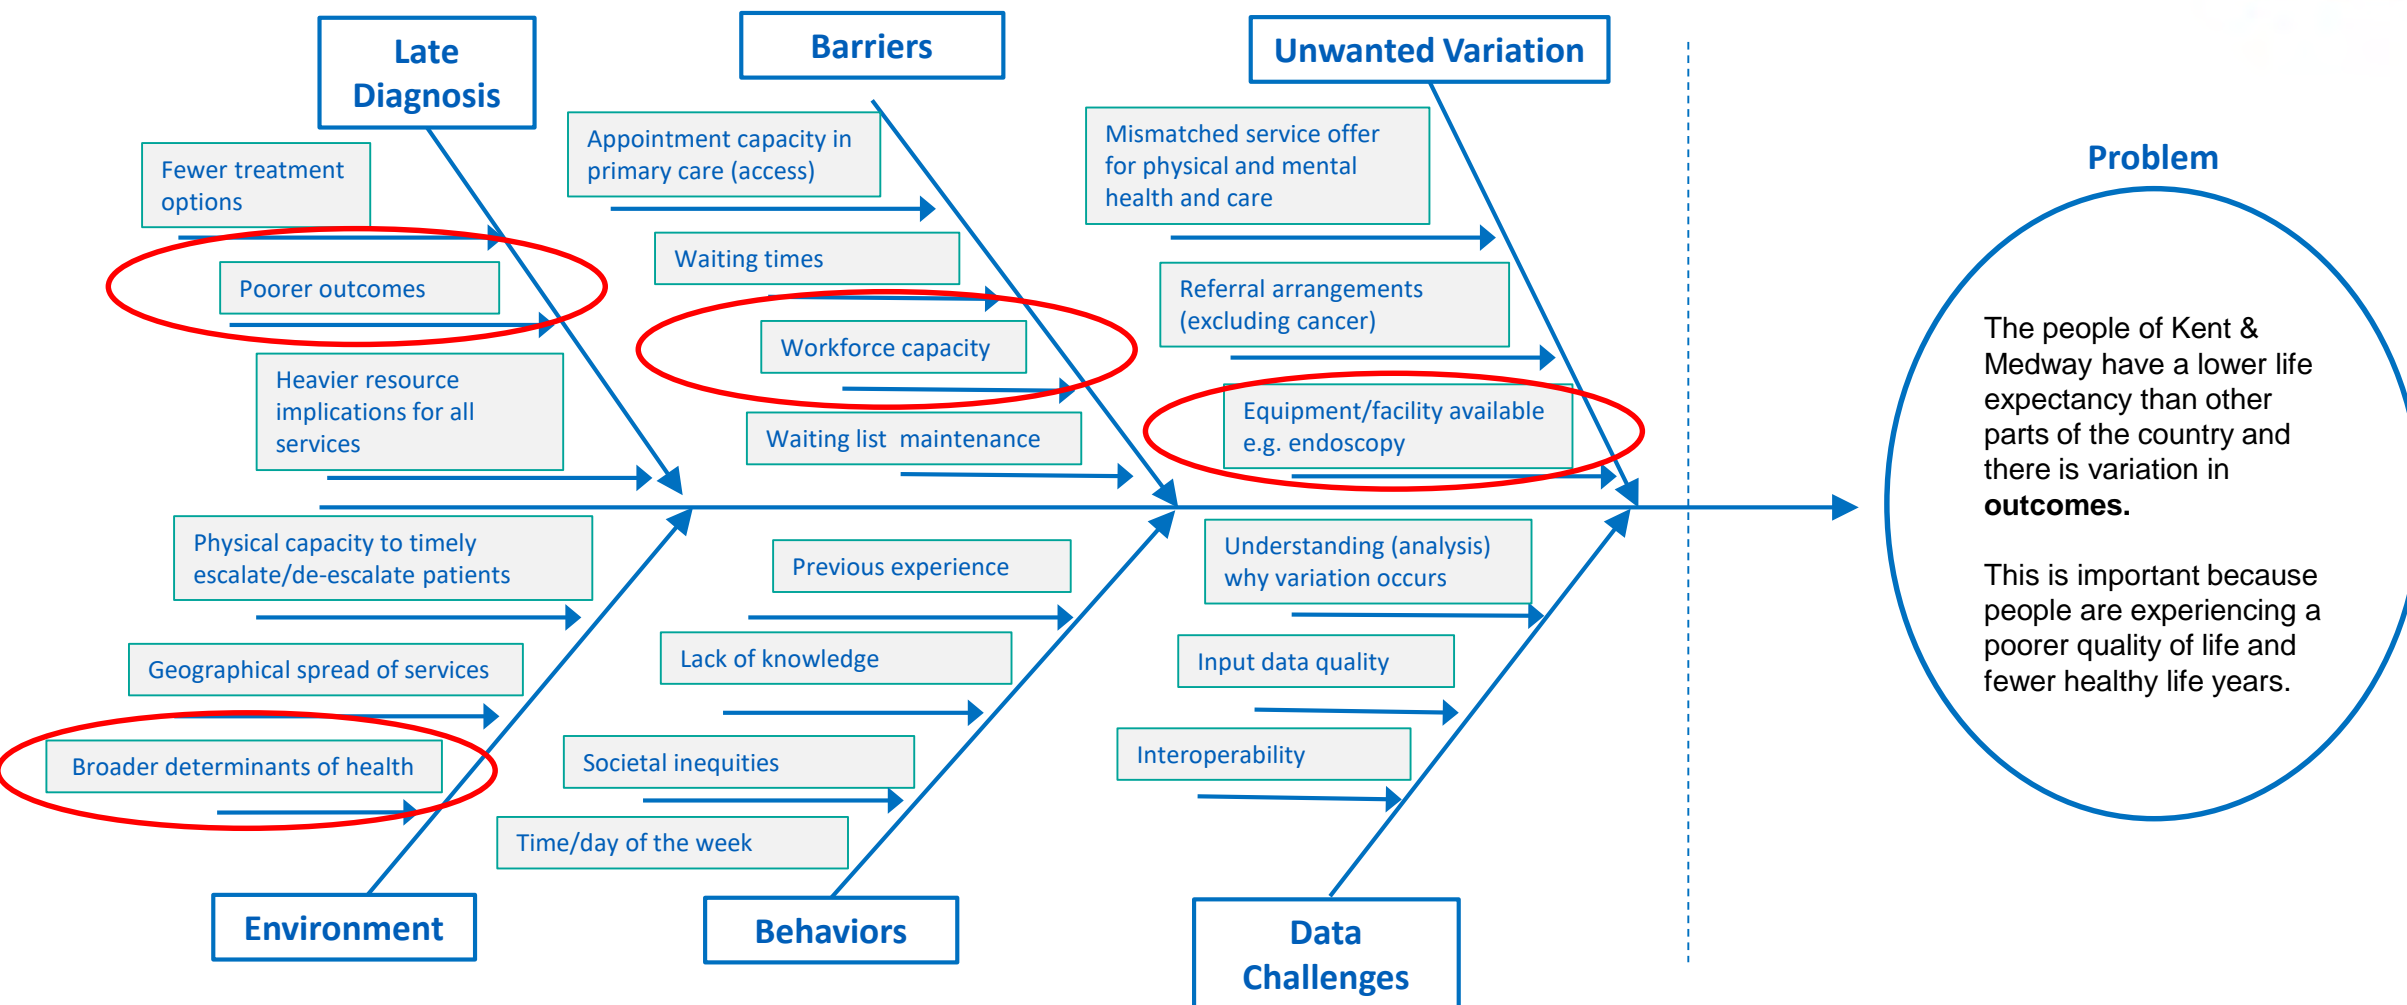 Late
Diagnosis
Barriers
Unwanted Variation
Fewer treatment
options
Poorer outcomes
Heavier resource
implications for all
services
Appointment capacity in
primary care (access)
Waiting times
Workforce capacity
Waiting list maintenance
Mismatched service offer
for physical and mental
health and care
Referral arrangements
(excluding cancer)
Equipment/facility available
e.g. endoscopy
Problem
The people of Kent &
Medway have a lower life
expectancy than other
parts of the country and
there is variation in
outcomes.
This is important because
people are experiencing a
poorer quality of life and
fewer healthy life years.
Physical capacity to timely
escalate/de-escalate patients
Geographical spread of services
Broader determinants of health
Previous experience
Lack of knowledge
Societal inequities
Time/day of the week
Understanding (analysis)
why variation occurs
Input data quality
Interoperability
Environment
Behaviors
Data
Challenges